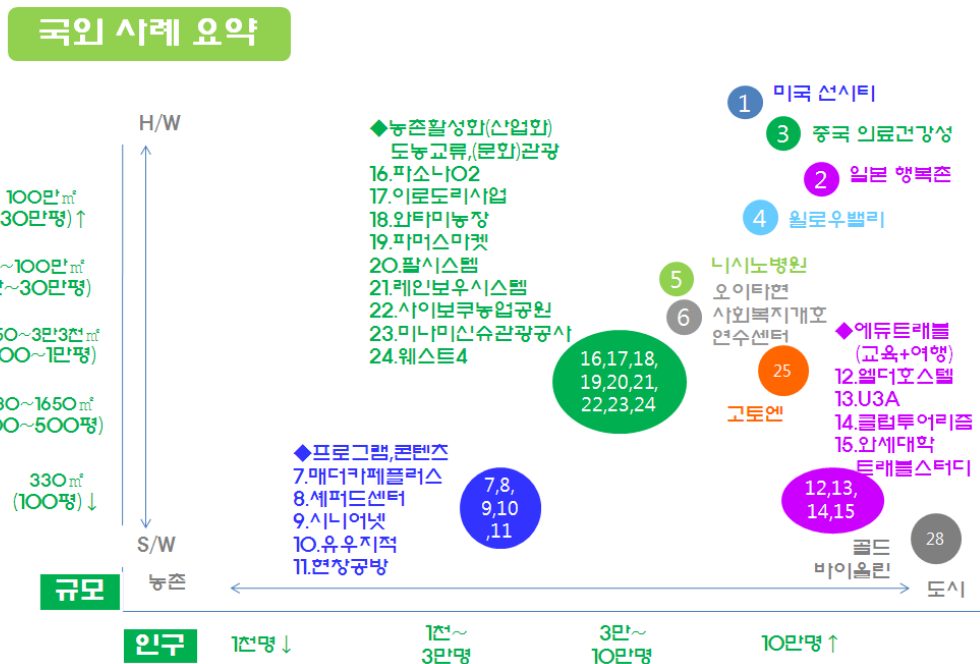 국외 사례 요약
H/W
100만㎡
30만평)↑
~100만㎡
~30만평)
50~3만3천㎡
00~1만평)
30~1650㎡
00~500평)
330㎡
(100평)↓
S/W
규모
농촌
도시
인구
1천명↓
1천~
3만명
3만~
10만명
10만명↑
◆농촌활성화(산업화)
도농교류,(문화)관광
16.파소나O2
17.이로도리사업
18.와타미농장
19.파머스마켓
20.팔시스템
21.레인보우시스템
22.사이보쿠농업공원
23.미나미신슈관광공사
24.웨스트4
16,17,18,
19,20,21,
22,23,24
◆프로그램,콘텐츠
7.매더카페플러스
8.셰퍼드센터
9.시니어넷
10.유우지적
11.현창공방
7,8,
9,10
,11
1 미국 선시티
3 중국 의료건강성
2 일본 행복촌
4 윌로우밸리
5 니시노병원
6 오이타현
사회복지개호
연수센터
25
고토엔
◆에듀트래블
(교육+여행)
12.엘더호스텔
13.U3A
14.클럽투어리즘
15.와세대학
트래블스터디
12,13,
14,15
28
골드
바이올린